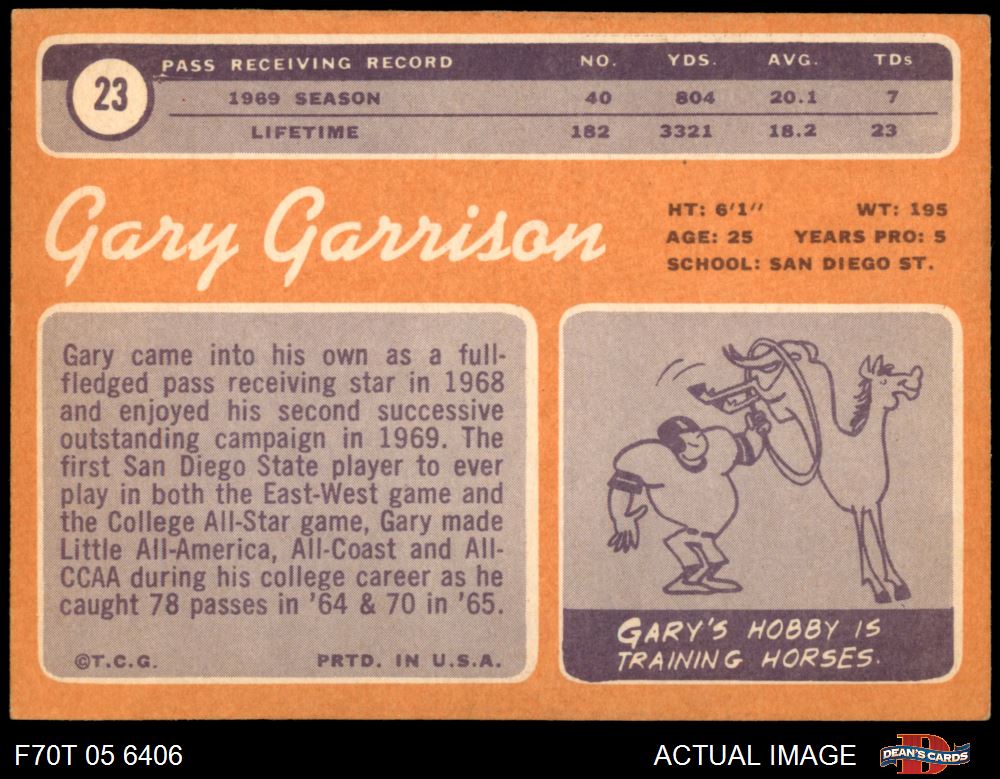 23
PASS RECEIVING RECORD NO. YDS. AVG. TDs
1969 SEASON 40 804 20.1 7
LIFETIME 182 3321 18.2 23
Gary Garrison
HT: 6'1'' WT: 195
AGE: 25 YEARS PRO: 5
SCHOOL: SAN DIEGO ST.
Gary came into his own as a full-
fledged pass receiving star in 1968
and enjoyed his second successive
outstanding campaign in 1969. The
first San Diego State player to ever
play in both the East-West game and
the College All-Star game, Gary made
Little All-America, All-Coast and All-
CCAA during his college career as he
caught 78 passes in '64 & 70 in '65.
©T.C.G. PRTD. IN U.S.A.
GARY'S HOBBY IS
TRAINING HORSES.
F70T 05 6406 ACTUAL IMAGE DEAN'S CARDS